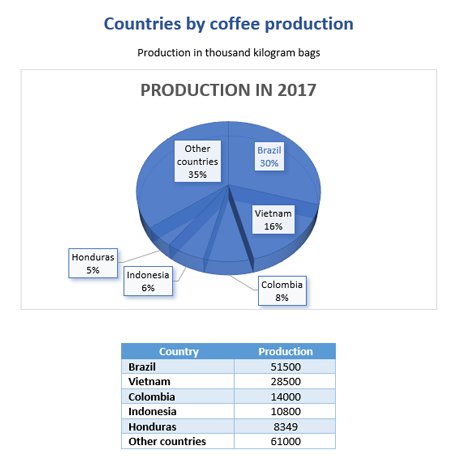 Countries by coffee production
Production in thousand kilogram bags
PRODUCTION IN 2017
Other
countries
35%
Brazil
30%
Vietnam
16%
Honduras
5%
Indonesia
6%
Colombia
8%
Country Production
Brazil 51500
Vietnam 28500
Colombia 14000
Indonesia 10800
Honduras 8349
Other countries 61000